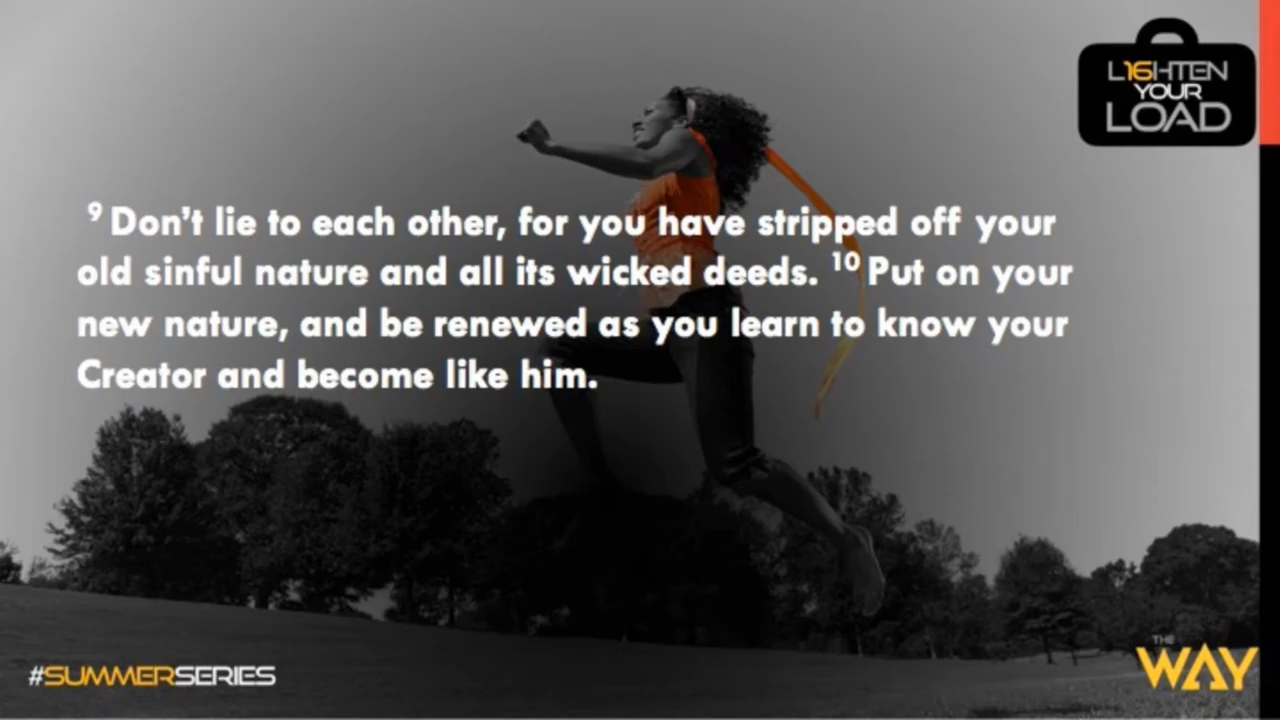 L16HTEN
YOUR
LOAD
9 Don't lie to each other, for you have stripped off your
old sinful nature and all its wicked deeds. 10 Put on your
new nature, and be renewed as you learn to know your
Creator and become like him.
#SUMMERSERIES
THE
WAY